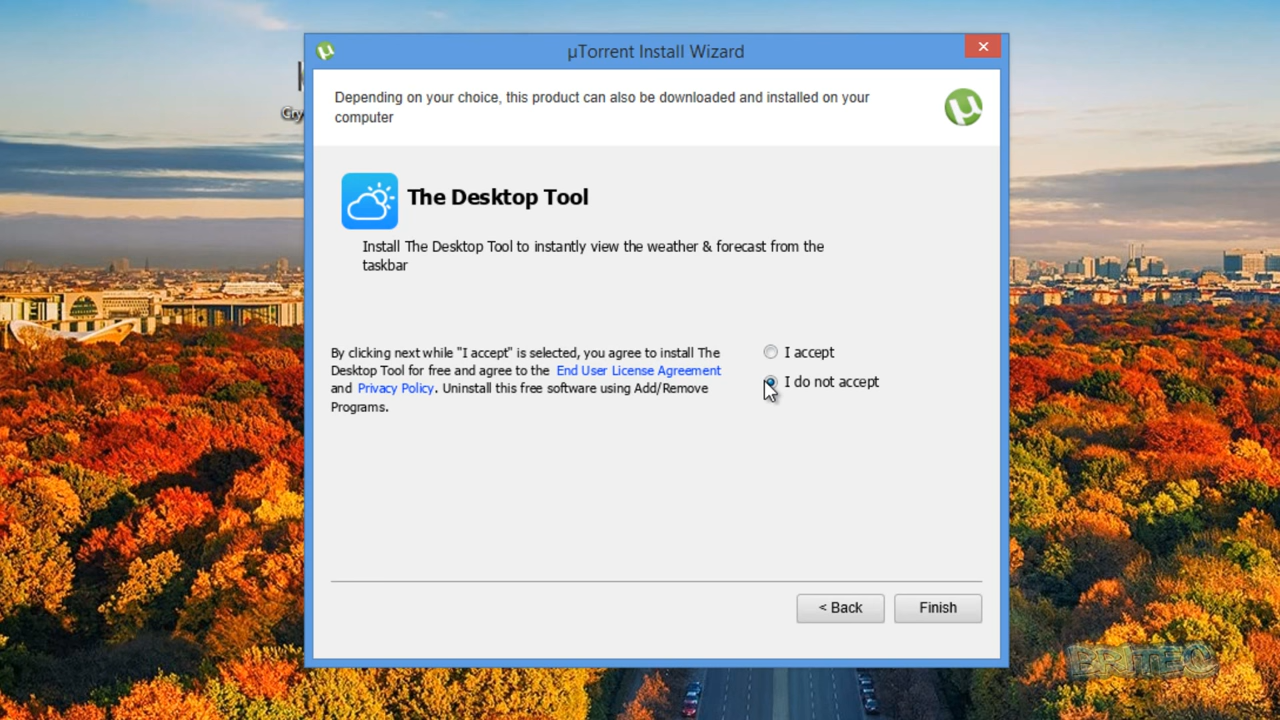 µTorrent Install Wizard
Depending on your choice, this product can also be downloaded and installed on your
computer
The Desktop Tool
Install The Desktop Tool to instantly view the weather & forecast from the
taskbar
By clicking next while "I accept" is selected, you agree to install The
Desktop Tool for free and agree to the End User License Agreement
and Privacy Policy. Uninstall this free software using Add/Remove
Programs.
I accept
I do not accept
< Back
Finish
BRITEC